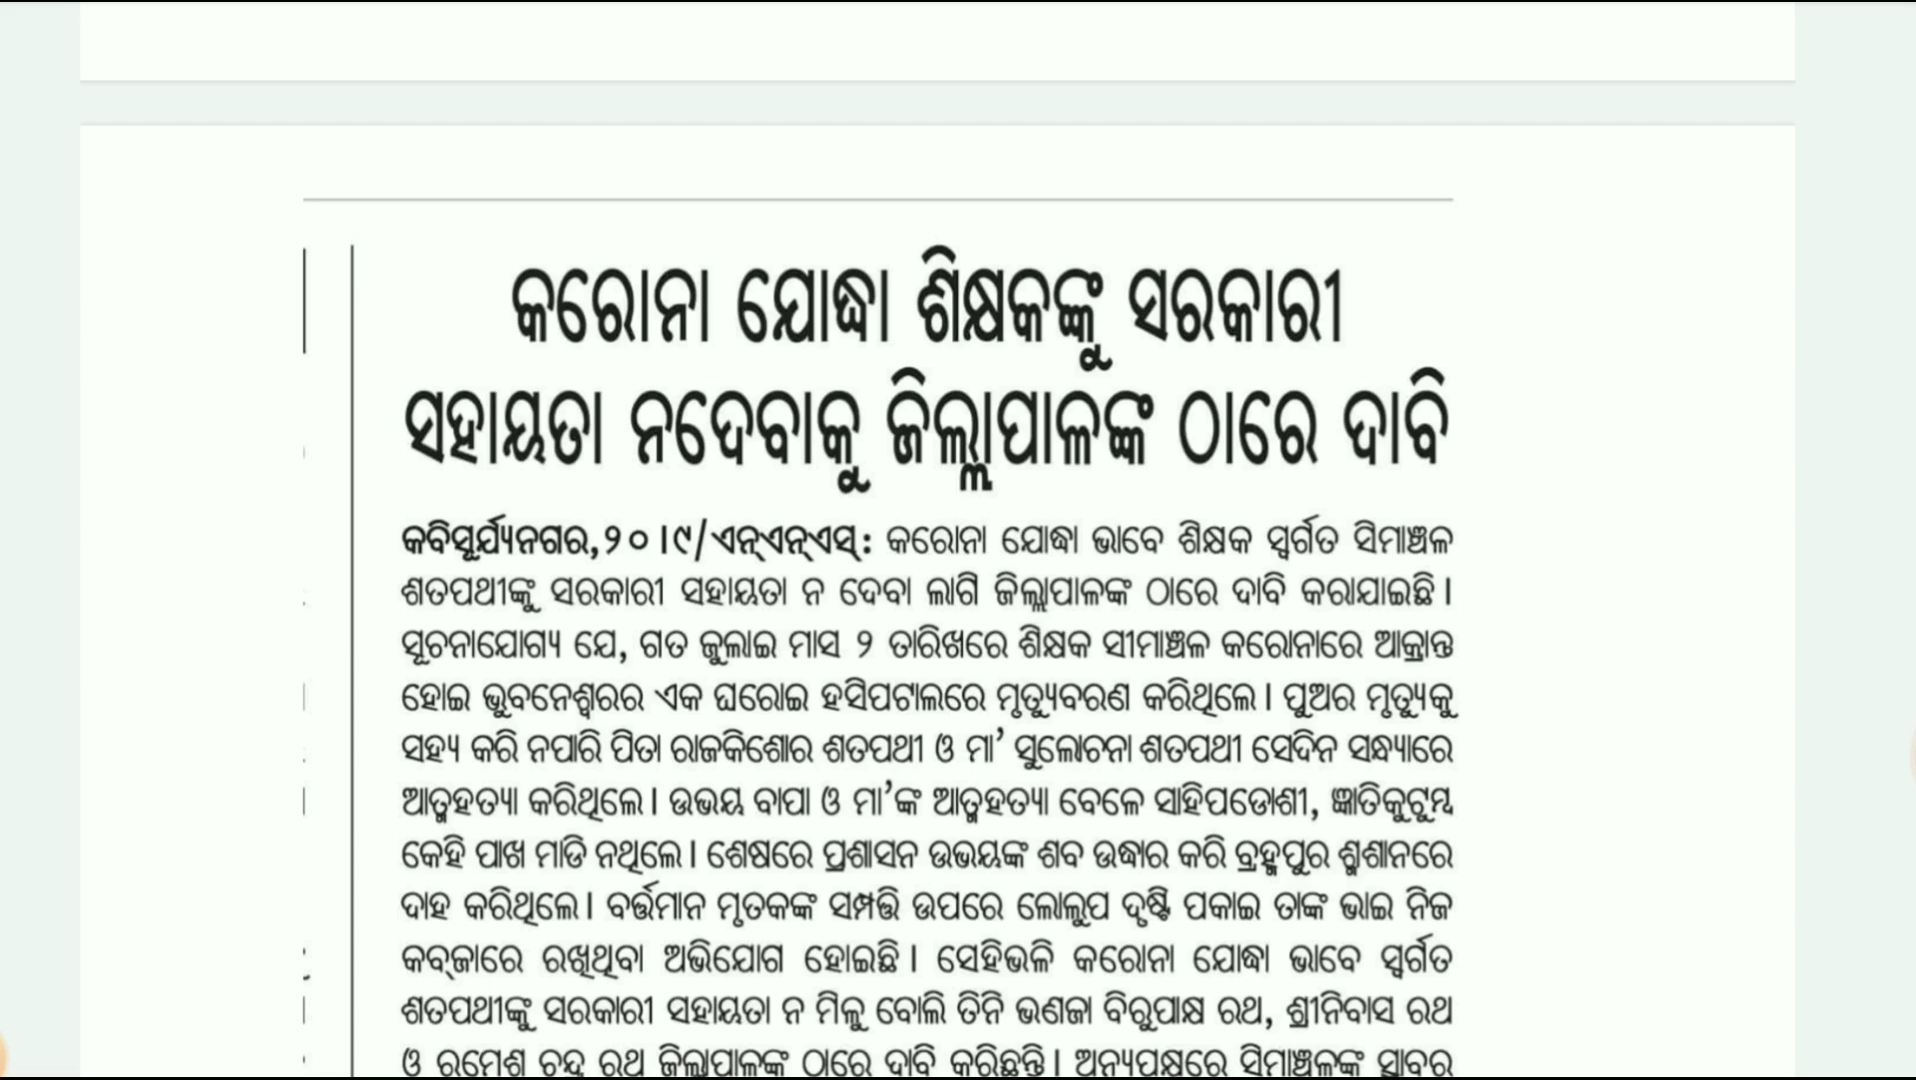 କରୋନା ଯୋଦ୍ଧା ଶିକ୍ଷକଙ୍କୁ ସରକାରୀ
ସହାୟତା ନଦେବାକୁ ଜିଲ୍ଲାପାଳଙ୍କ ଠାରେ ଦାବି
କବିସୂର୍ଯ୍ୟନଗର,୨୦।୯/ଏନ୍‌ଏନ୍‌ଏସ୍‌: କରୋନା ଯୋଦ୍ଧା ଭାବେ ଶିକ୍ଷକ ସ୍ୱର୍ଗତ ସିମାଞ୍ଚଳ
ଶତପଥୀଙ୍କୁ ସରକାରୀ ସହାୟତା ନ ଦେବା ଲାଗି ଜିଲ୍ଲାପାଳଙ୍କ ଠାରେ ଦାବି କରାଯାଇଛି।
ସୂଚନାଯୋଗ୍ୟ ଯେ, ଗତ ଜୁଲାଇ ମାସ ୨ ତାରିଖରେ ଶିକ୍ଷକ ସୀମାଞ୍ଚଳ କରୋନାରେ ଆକ୍ରାନ୍ତ
ହୋଇ ଭୁବନେଶ୍ୱରର ଏକ ଘରୋଇ ହସିପଟାଲରେ ମୃତ୍ୟୁବରଣ କରିଥିଲେ। ପୁଅର ମୃତ୍ୟୁକୁ
ସହ୍ୟ କରି ନପାରି ପିତା ରାଜକିଶୋର ଶତପଥୀ ଓ ମା’ ସୁଲୋଚନା ଶତପଥୀ ସେଦିନ ସନ୍ଧ୍ୟାରେ
ଆତ୍ମହତ୍ୟା କରିଥିଲେ। ଉଭୟ ବାପା ଓ ମା’ଙ୍କ ଆତ୍ମହତ୍ୟା ବେଳେ ସାହିପଡୋଶୀ, ଜ୍ଞାତିକୁଟୁମ୍ବ
କେହି ପାଖ ମାଡି ନଥିଲେ। ଶେଷରେ ପ୍ରଶାସନ ଉଭୟଙ୍କ ଶବ ଉଦ୍ଧାର କରି ବ୍ରହ୍ମପୁର ଶ୍ମଶାନରେ
ଦାହ କରିଥିଲେ। ବର୍ତ୍ତମାନ ମୃତକଙ୍କ ସମ୍ପତ୍ତି ଉପରେ ଲୋଲୁପ ଦୃଷ୍ଟି ପକାଇ ତାଙ୍କ ଭାଇ ନିଜ
କବ୍‌ଜାରେ ରଖିଥିବା ଅଭିଯୋଗ ହୋଇଛି। ସେହିଭଳି କରୋନା ଯୋଦ୍ଧା ଭାବେ ସ୍ୱର୍ଗତ
ଶତପଥୀଙ୍କୁ ସରକାରୀ ସହାୟତା ନ ମିଳୁ ବୋଲି ତିନି ଭଣଜା ବିରୁପାକ୍ଷ ରଥ, ଶ୍ରୀନିବାସ ରଥ
ଓ ରମେଶ ଚନ୍ଦ୍ର ରଥ ଜିଲ୍ଲାପାଳଙ୍କ ଠାରେ ଦାବି କରିଛନ୍ତି। ଅନ୍ୟପକ୍ଷରେ ସିମାଞ୍ଚଳଙ୍କ ସ୍ଥାବର